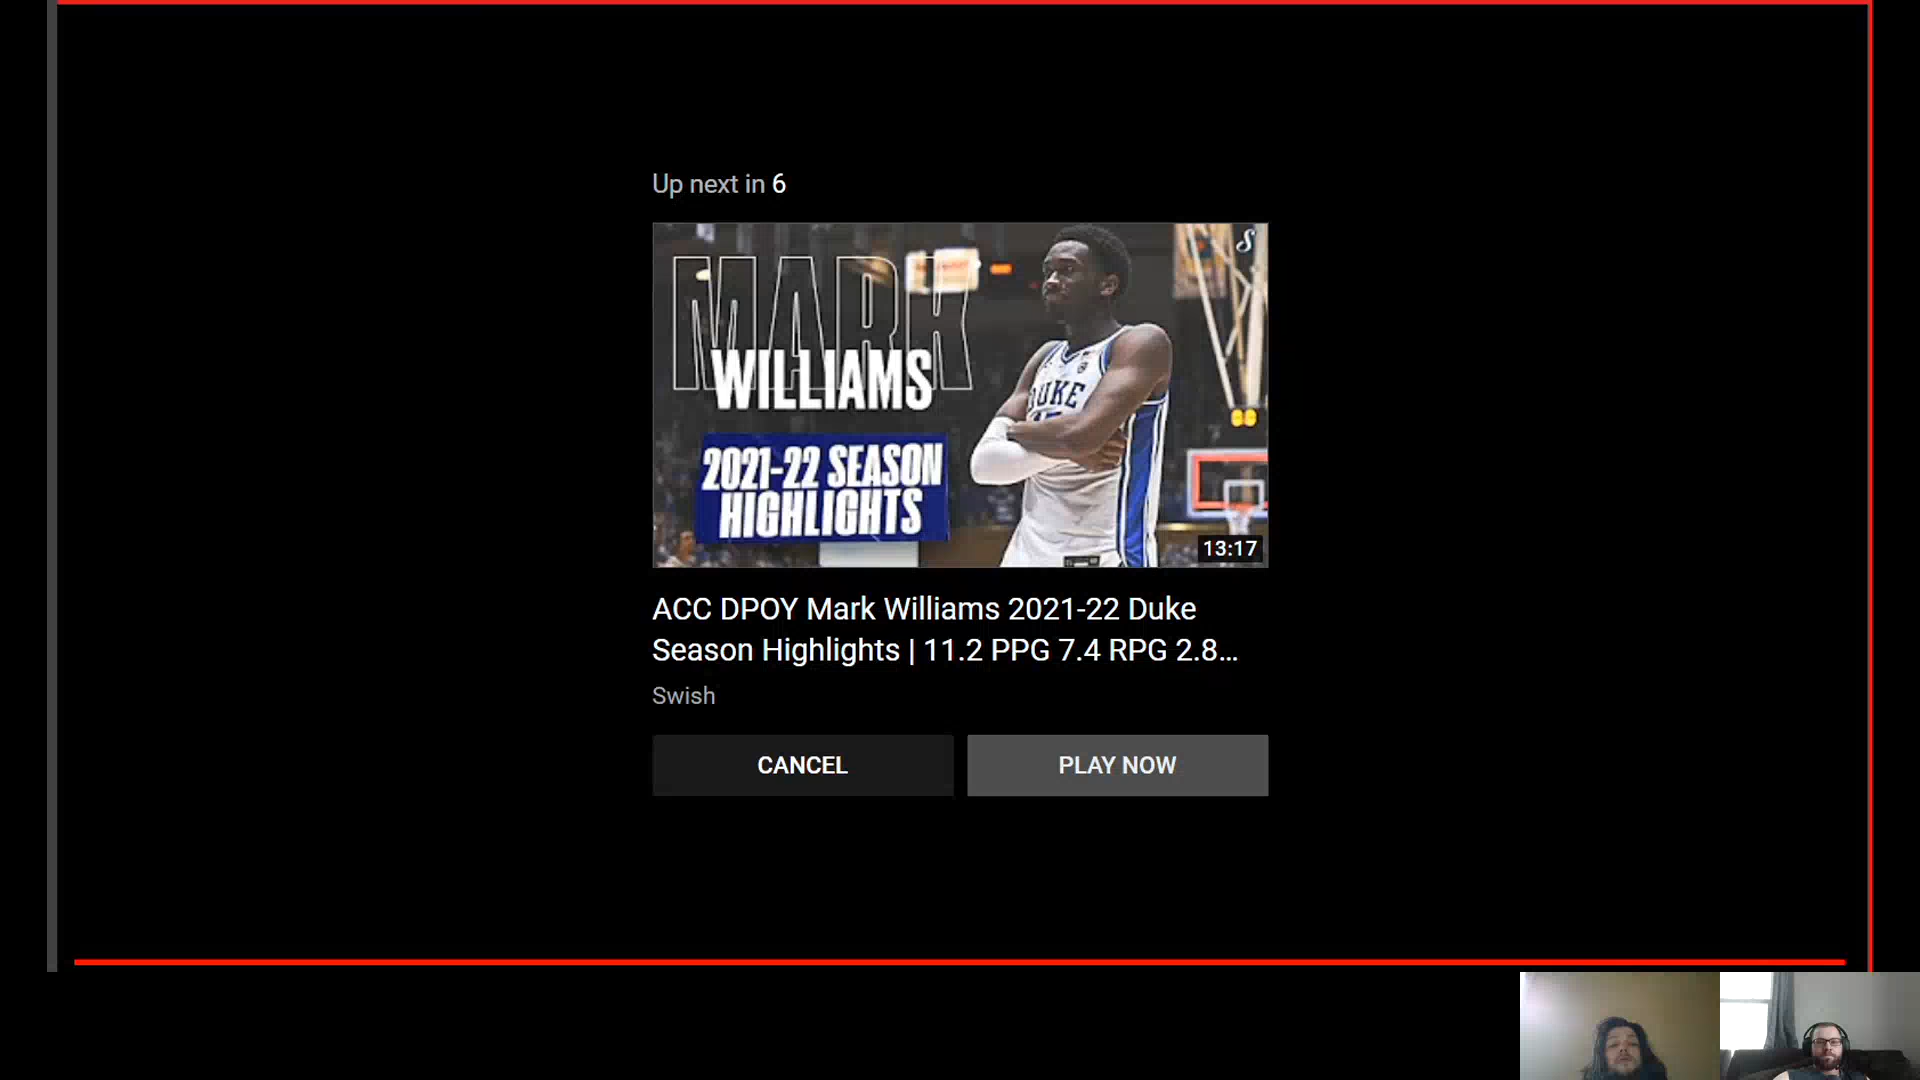 Up next in 6
MARK
WILLIAMS
2021-22 SEASON
HIGHLIGHTS
DUKE
13:17
ACC DPOY Mark Williams 2021-22 Duke
Season Highlights | 11.2 PPG 7.4 RPG 2.8...
Swish
CANCEL
PLAY NOW